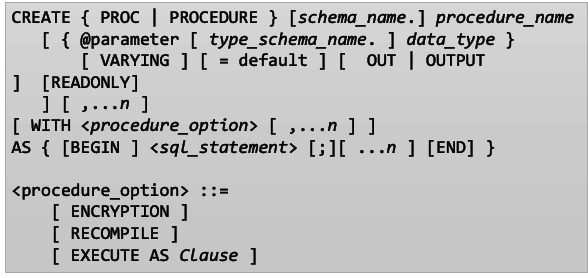 CREATE { PROC | PROCEDURE } [schema_name.] procedure_name
[ { @parameter [ type_schema_name. ] data_type }
[ VARYING ] [ = default ] [ OUT | OUTPUT
] [READONLY]
] [ ,...n ]
[ WITH <procedure_option> [ ,...n ] ]
AS { [BEGIN ] <sql_statement> [;][ ...n ] [END] }
<procedure_option> ::=
[ ENCRYPTION ]
[ RECOMPILE ]
[ EXECUTE AS Clause ]